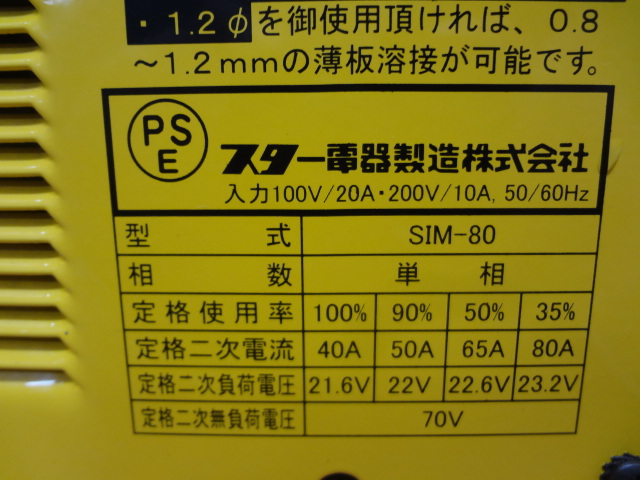 ・1.2φを御使用頂ければ、0.8
～1.2mmの薄板溶接が可能です。
PS
E
スター電器製造株式会社
入力100V/20A・200V/10A, 50/60Hz
型式 SIM-80
相数 単相
定格使用率 100% 90% 50% 35%
定格二次電流 40A 50A 65A 80A
定格二次負荷電圧 21.6V 22V 22.6V 23.2V
定格二次無負荷電圧 70V